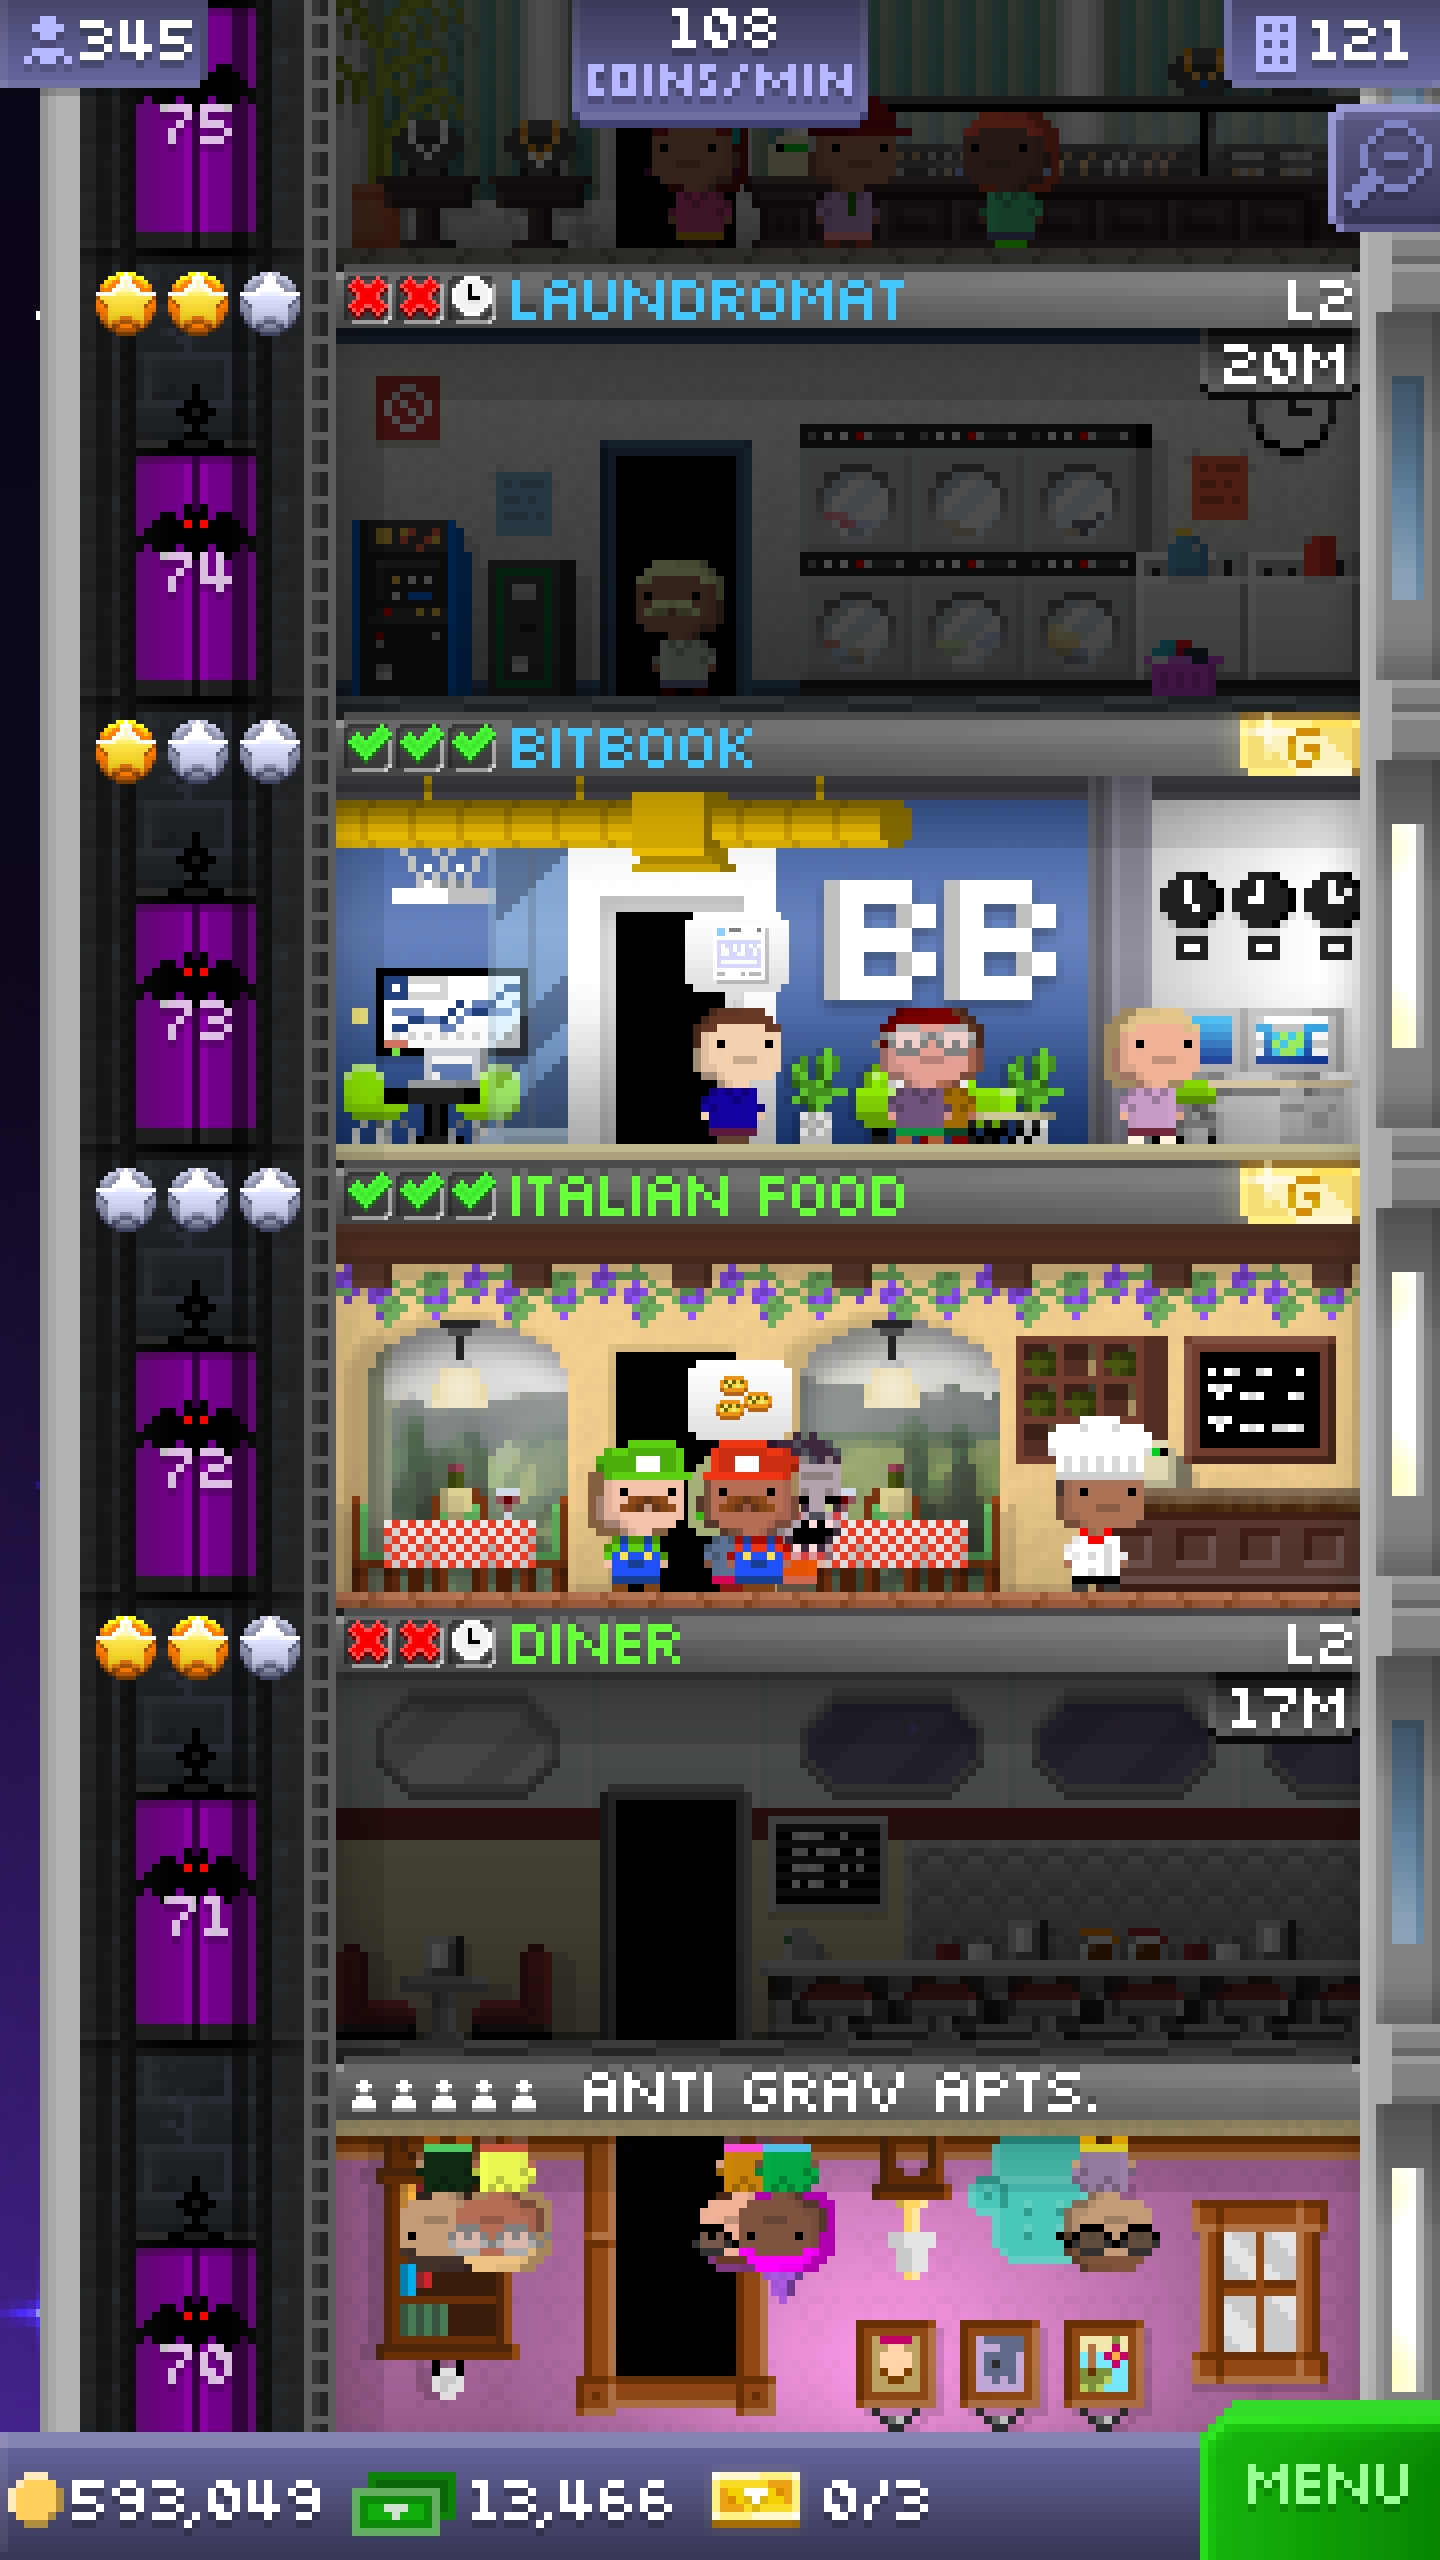 345
108
COINS/MIN
121
75
LAUNDROMAT
L2
20M
74
BITBOOK
G
BB
73
ITALIAN FOOD
G
72
DINER
L2
17M
71
ANTI GRAV APTS.
70
593,049
13,466
0/3
MENU